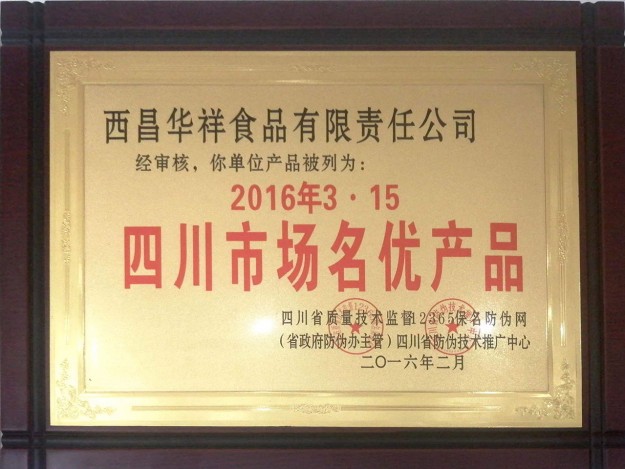 西昌华祥食品有限责任公司
经审核，你单位产品被列为：
2016年3·15
四川市场名优产品
四川省质量技术监督12365保名防伪网
（省政府防伪办主管）四川省防伪技术推广中心
二〇一六年二月